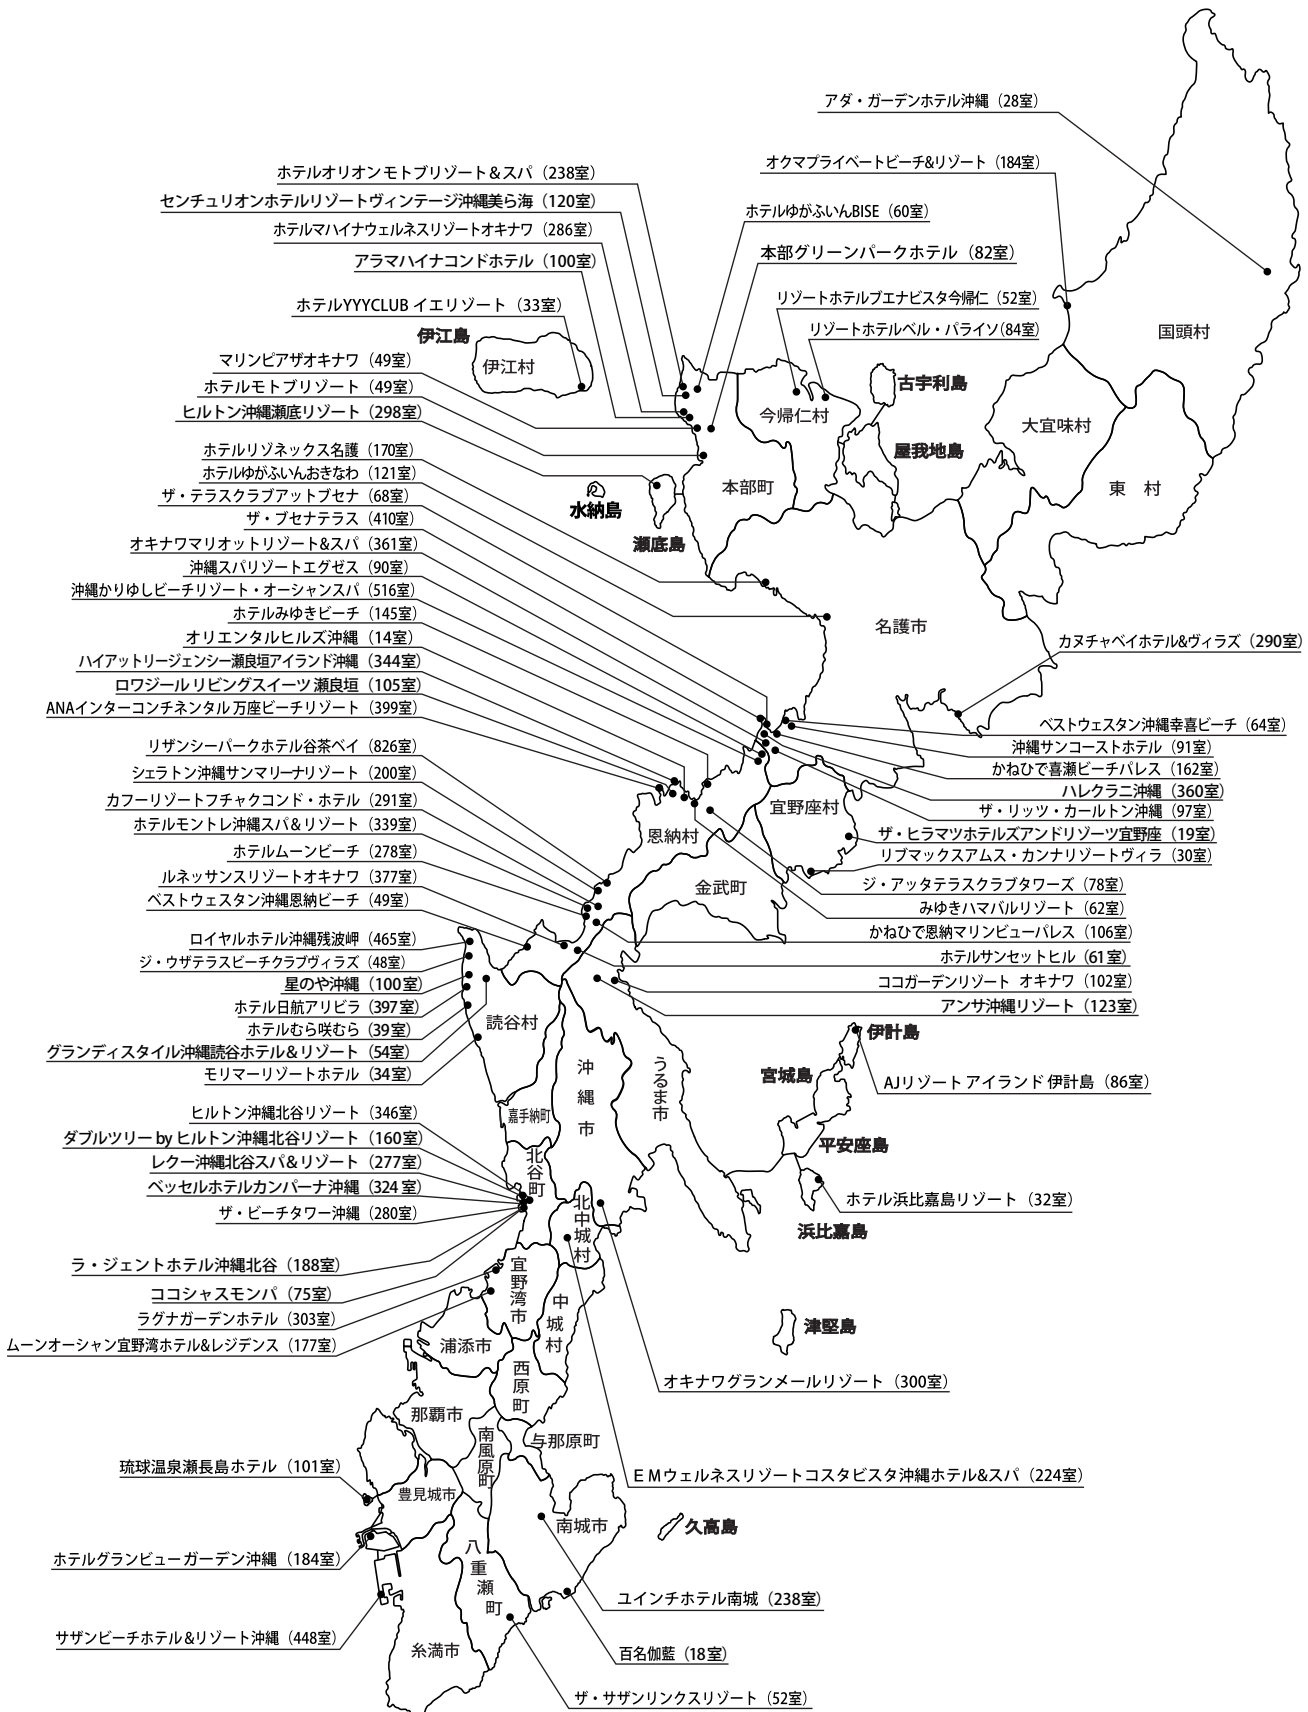 アダ・ガーデンホテル沖縄（28室）
オクマプライベートビーチ&リゾート（184室）
ホテルオリオンモトブリゾート＆スパ（238室）
センチュリオンホテルリゾートヴィンテージ沖縄美ら海（120室）
ホテルマハイナウェルネスリゾートオキナワ（286室）
アラマハイナコンドホテル（100室）
ホテルYYYCLUB イエリゾート（33室）
ホテルゆがふいんBISE（60室）
本部グリーンパークホテル（82室）
リゾートホテルブエナビスタ今帰仁（52室）
リゾートホテルベル・パライソ（84室）
伊江島
伊江村
国頭村
古宇利島
今帰仁村
大宜味村
屋我地島
本部町
東　村
水納島
瀬底島
名護市
マリンピアザオキナワ（49室）
ホテルモトブリゾート（49室）
ヒルトン沖縄瀬底リゾート（298室）
ホテルリゾネックス名護（170室）
ホテルゆがふいんおきなわ（121室）
ザ・テラスクラブアットブセナ（68室）
ザ・ブセナテラス（410室）
オキナワマリオットリゾート&スパ（361室）
沖縄スパリゾートエグゼス（90室）
沖縄かりゆしビーチリゾート・オーシャンスパ（516室）
ホテルみゆきビーチ（145室）
オリエンタルヒルズ沖縄（14室）
ハイアットリージェンシー瀬良垣アイランド沖縄（344室）
ロワジール リビングスイーツ 瀬良垣（105室）
ANAインターコンチネンタル 万座ビーチリゾート（399室）
リザンシーパークホテル谷茶ベイ（826室）
シェラトン沖縄サンマリーナリゾート（200室）
カフーリゾートフチャクコンド・ホテル（291室）
ホテルモントレ沖縄スパ＆リゾート（339室）
ホテルムーンビーチ（278室）
ルネッサンスリゾートオキナワ（377室）
ベストウェスタン沖縄恩納ビーチ（49室）
カヌチャベイホテル&ヴィラズ（290室）
ベストウェスタン沖縄幸喜ビーチ（64室）
沖縄サンコーストホテル（91室）
かねひで喜瀬ビーチパレス（162室）
ハレクラニ沖縄（360室）
ザ・リッツ・カールトン沖縄（97室）
ザ・ヒラマツホテルズアンドリゾーツ宜野座（19室）
リブマックスアムス・カンナリゾートヴィラ（30室）
ジ・アッタテラスクラブタワーズ（78室）
みゆきハマバルリゾート（62室）
かねひで恩納マリンビューパレス（106室）
ホテルサンセットヒル（61室）
ココガーデンリゾート オキナワ（102室）
アンサ沖縄リゾート（123室）
宜野座村
恩納村
金武町
ロイヤルホテル沖縄残波岬（465室）
ジ・ウザテラスビーチクラブヴィラズ（48室）
星のや沖縄（100室）
ホテル日航アリビラ（397室）
ホテルむら咲むら（39室）
グランディスタイル沖縄読谷ホテル＆リゾート（54室）
モリマーリゾートホテル（34室）
読谷村
沖縄市
うるま市
伊計島
宮城島
AJリゾートアイランド 伊計島（86室）
平安座島
嘉手納町
北谷町
ヒルトン沖縄北谷リゾート（346室）
ダブルツリー by ヒルトン沖縄北谷リゾート（160室）
レクー沖縄北谷スパ＆リゾート（277室）
ベッセルホテルカンパーナ沖縄（324室）
ザ・ビーチタワー沖縄（280室）
ホテル浜比嘉島リゾート（32室）
浜比嘉島
北中城村
ラ・ジェントホテル沖縄北谷（188室）
ココシャスモンパ（75室）
ラグナガーデンホテル（303室）
ムーンオーシャン宜野湾ホテル&レジデンス（177室）
宜野湾市
中城村
津堅島
浦添市
西原町
オキナワグランメールリゾート（300室）
那覇市
南風原町
与那原町
琉球温泉瀬長島ホテル（101室）
ＥＭウェルネスリゾートコスタビスタ沖縄ホテル&スパ（224室）
豊見城市
南城市
久高島
ホテルグランビューガーデン沖縄（184室）
八重瀬町
ユインチホテル南城（238室）
サザンビーチホテル＆リゾート沖縄（448室）
糸満市
百名伽藍（18室）
ザ・サザンリンクスリゾート（52室）